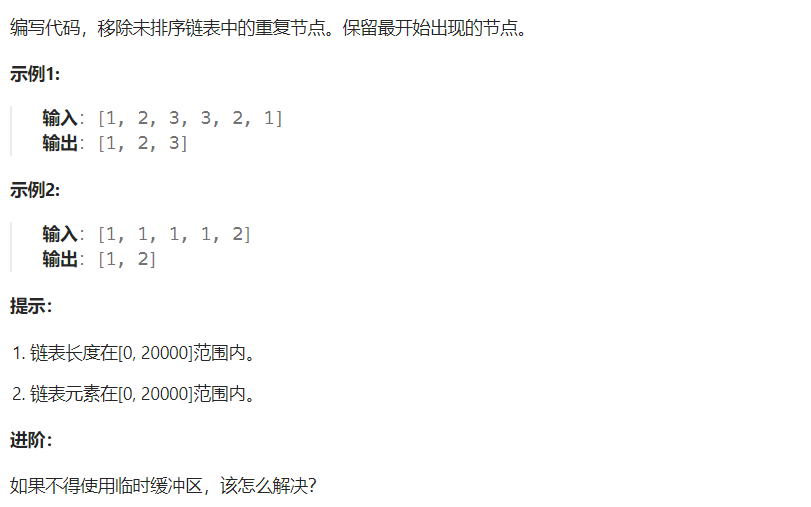 编写代码，移除未排序链表中的重复节点。保留最开始出现的节点。
示例1:
输入：[1, 2, 3, 3, 2, 1]
输出：[1, 2, 3]
示例2:
输入：[1, 1, 1, 1, 2]
输出：[1, 2]
提示：
1. 链表长度在[0, 20000]范围内。
2. 链表元素在[0, 20000]范围内。
进阶：
如果不得使用临时缓冲区，该怎么解决？